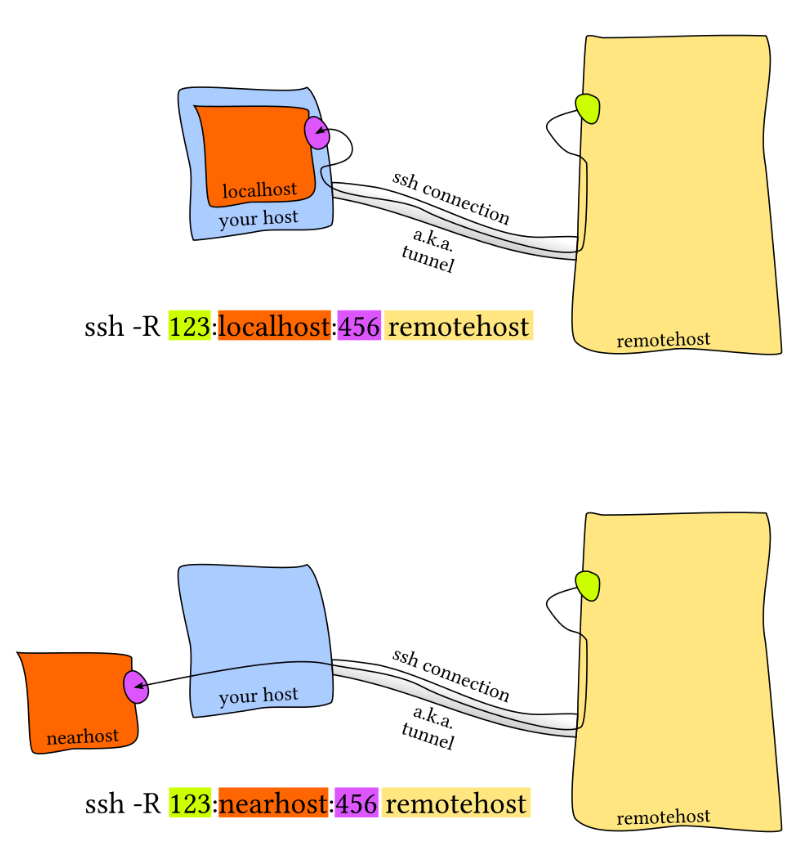 ssh connection
localhost
your host
a.k.a.
tunnel
ssh -R 123:localhost:456 remotehost
remotehost
ssh connection
your host
a.k.a.
tunnel
nearhost
ssh -R 123:nearhost:456 remotehost
remotehost